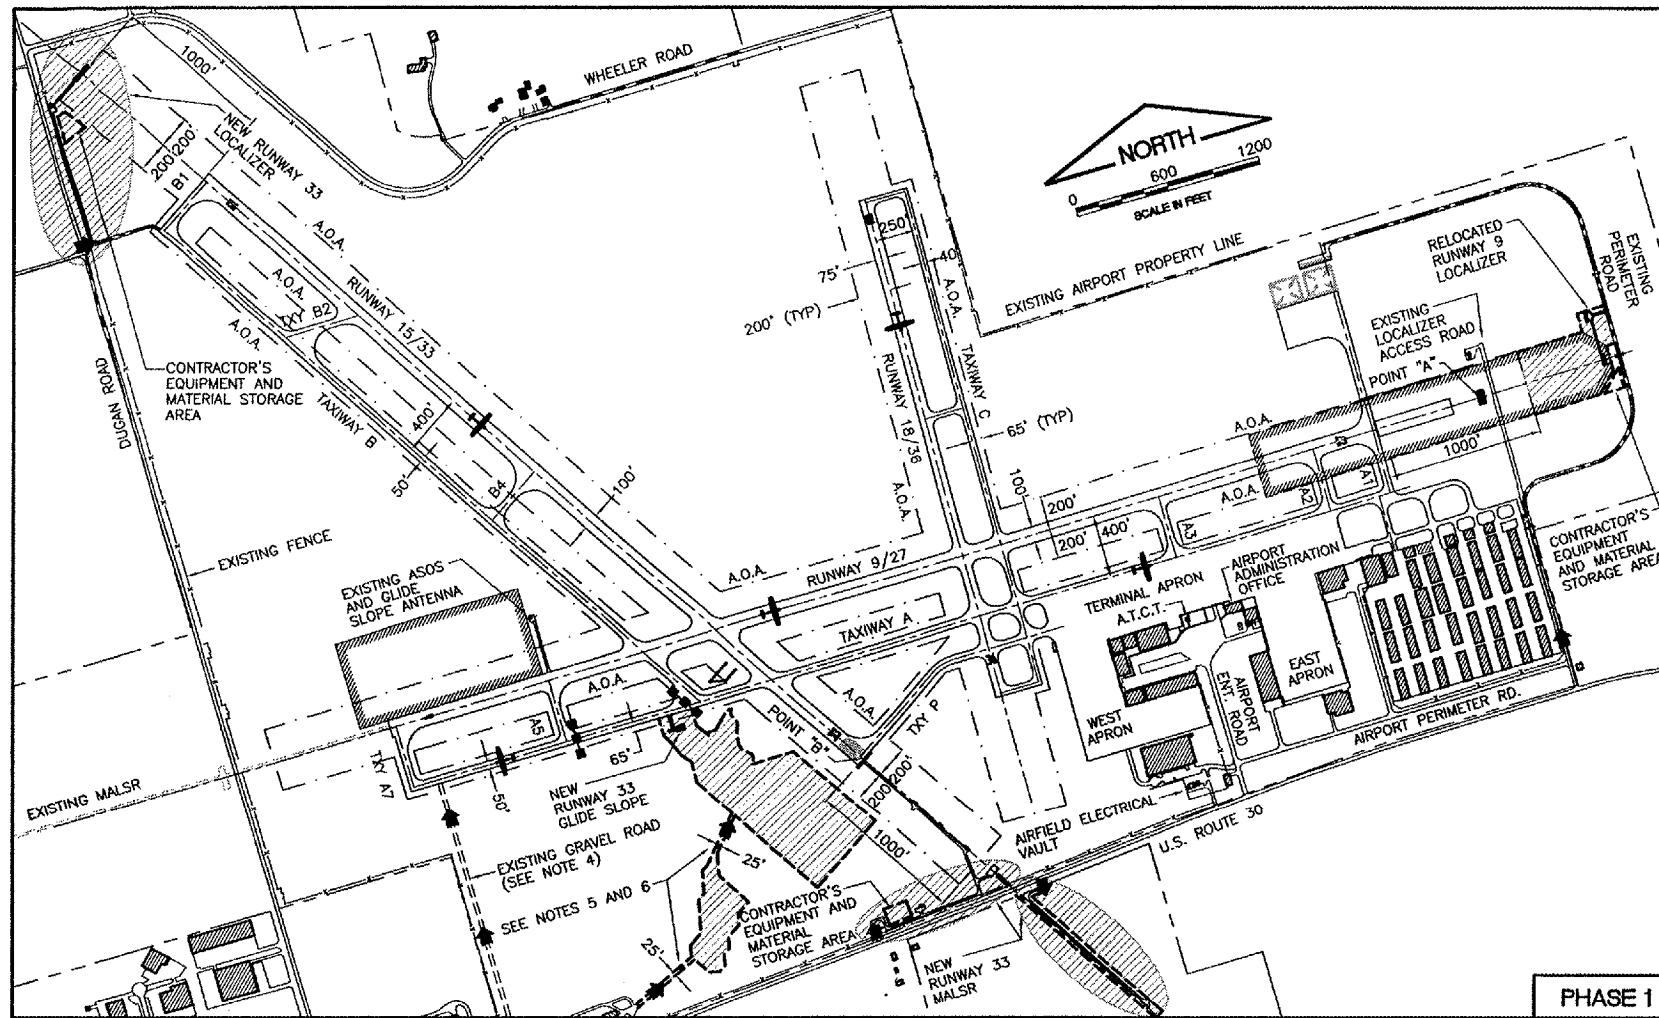 1000'
WHEELER ROAD
NEW RUNWAY 33
LOCALIZER
200'
200'
B1
NORTH
0
600
1200
SCALE IN FEET
A.O.A.
RUNWAY 15/33
A.O.A.
TXY B2
A.O.A.
TAXIWAY B
400'
50'
B4
100'
DUGAN ROAD
CONTRACTOR'S
EQUIPMENT AND
MATERIAL STORAGE
AREA
250'
75'
40'
200' (TYP)
A.O.A.
TAXIWAY C
RUNWAY 18/36
65' (TYP)
A.O.A.
EXISTING AIRPORT PROPERTY LINE
RELOCATED
RUNWAY 9
LOCALIZER
EXISTING
PERIMETER
ROAD
EXISTING
LOCALIZER
ACCESS ROAD
POINT "A"
A.O.A.
1000'
A1
A2
A.O.A.
A3
100'
200'
200'
400'
EXISTING FENCE
EXISTING ASOS
AND GLIDE
SLOPE ANTENNA
A.O.A.
RUNWAY 9/27
TAXIWAY A
TERMINAL APRON
A.T.C.T.
AIRPORT
ADMINISTRATION
OFFICE
CONTRACTOR'S
EQUIPMENT
AND MATERIAL
STORAGE AREA
A.O.A.
A5
TXY A7
65'
50'
POINT "B"
A.O.A.
TXY P
WEST
APRON
AIRPORT
ENT. ROAD
EAST
APRON
AIRPORT PERIMETER RD.
EXISTING MALSR
NEW
RUNWAY 33
GLIDE SLOPE
200'
200'
EXISTING GRAVEL ROAD
(SEE NOTE 4)
25'
SEE NOTES 5 AND 6
1000'
AIRFIELD ELECTRICAL
VAULT
U.S. ROUTE 30
25'
CONTRACTOR'S
EQUIPMENT AND
MATERIAL
STORAGE AREA
NEW
RUNWAY 33
MALSR
PHASE 1